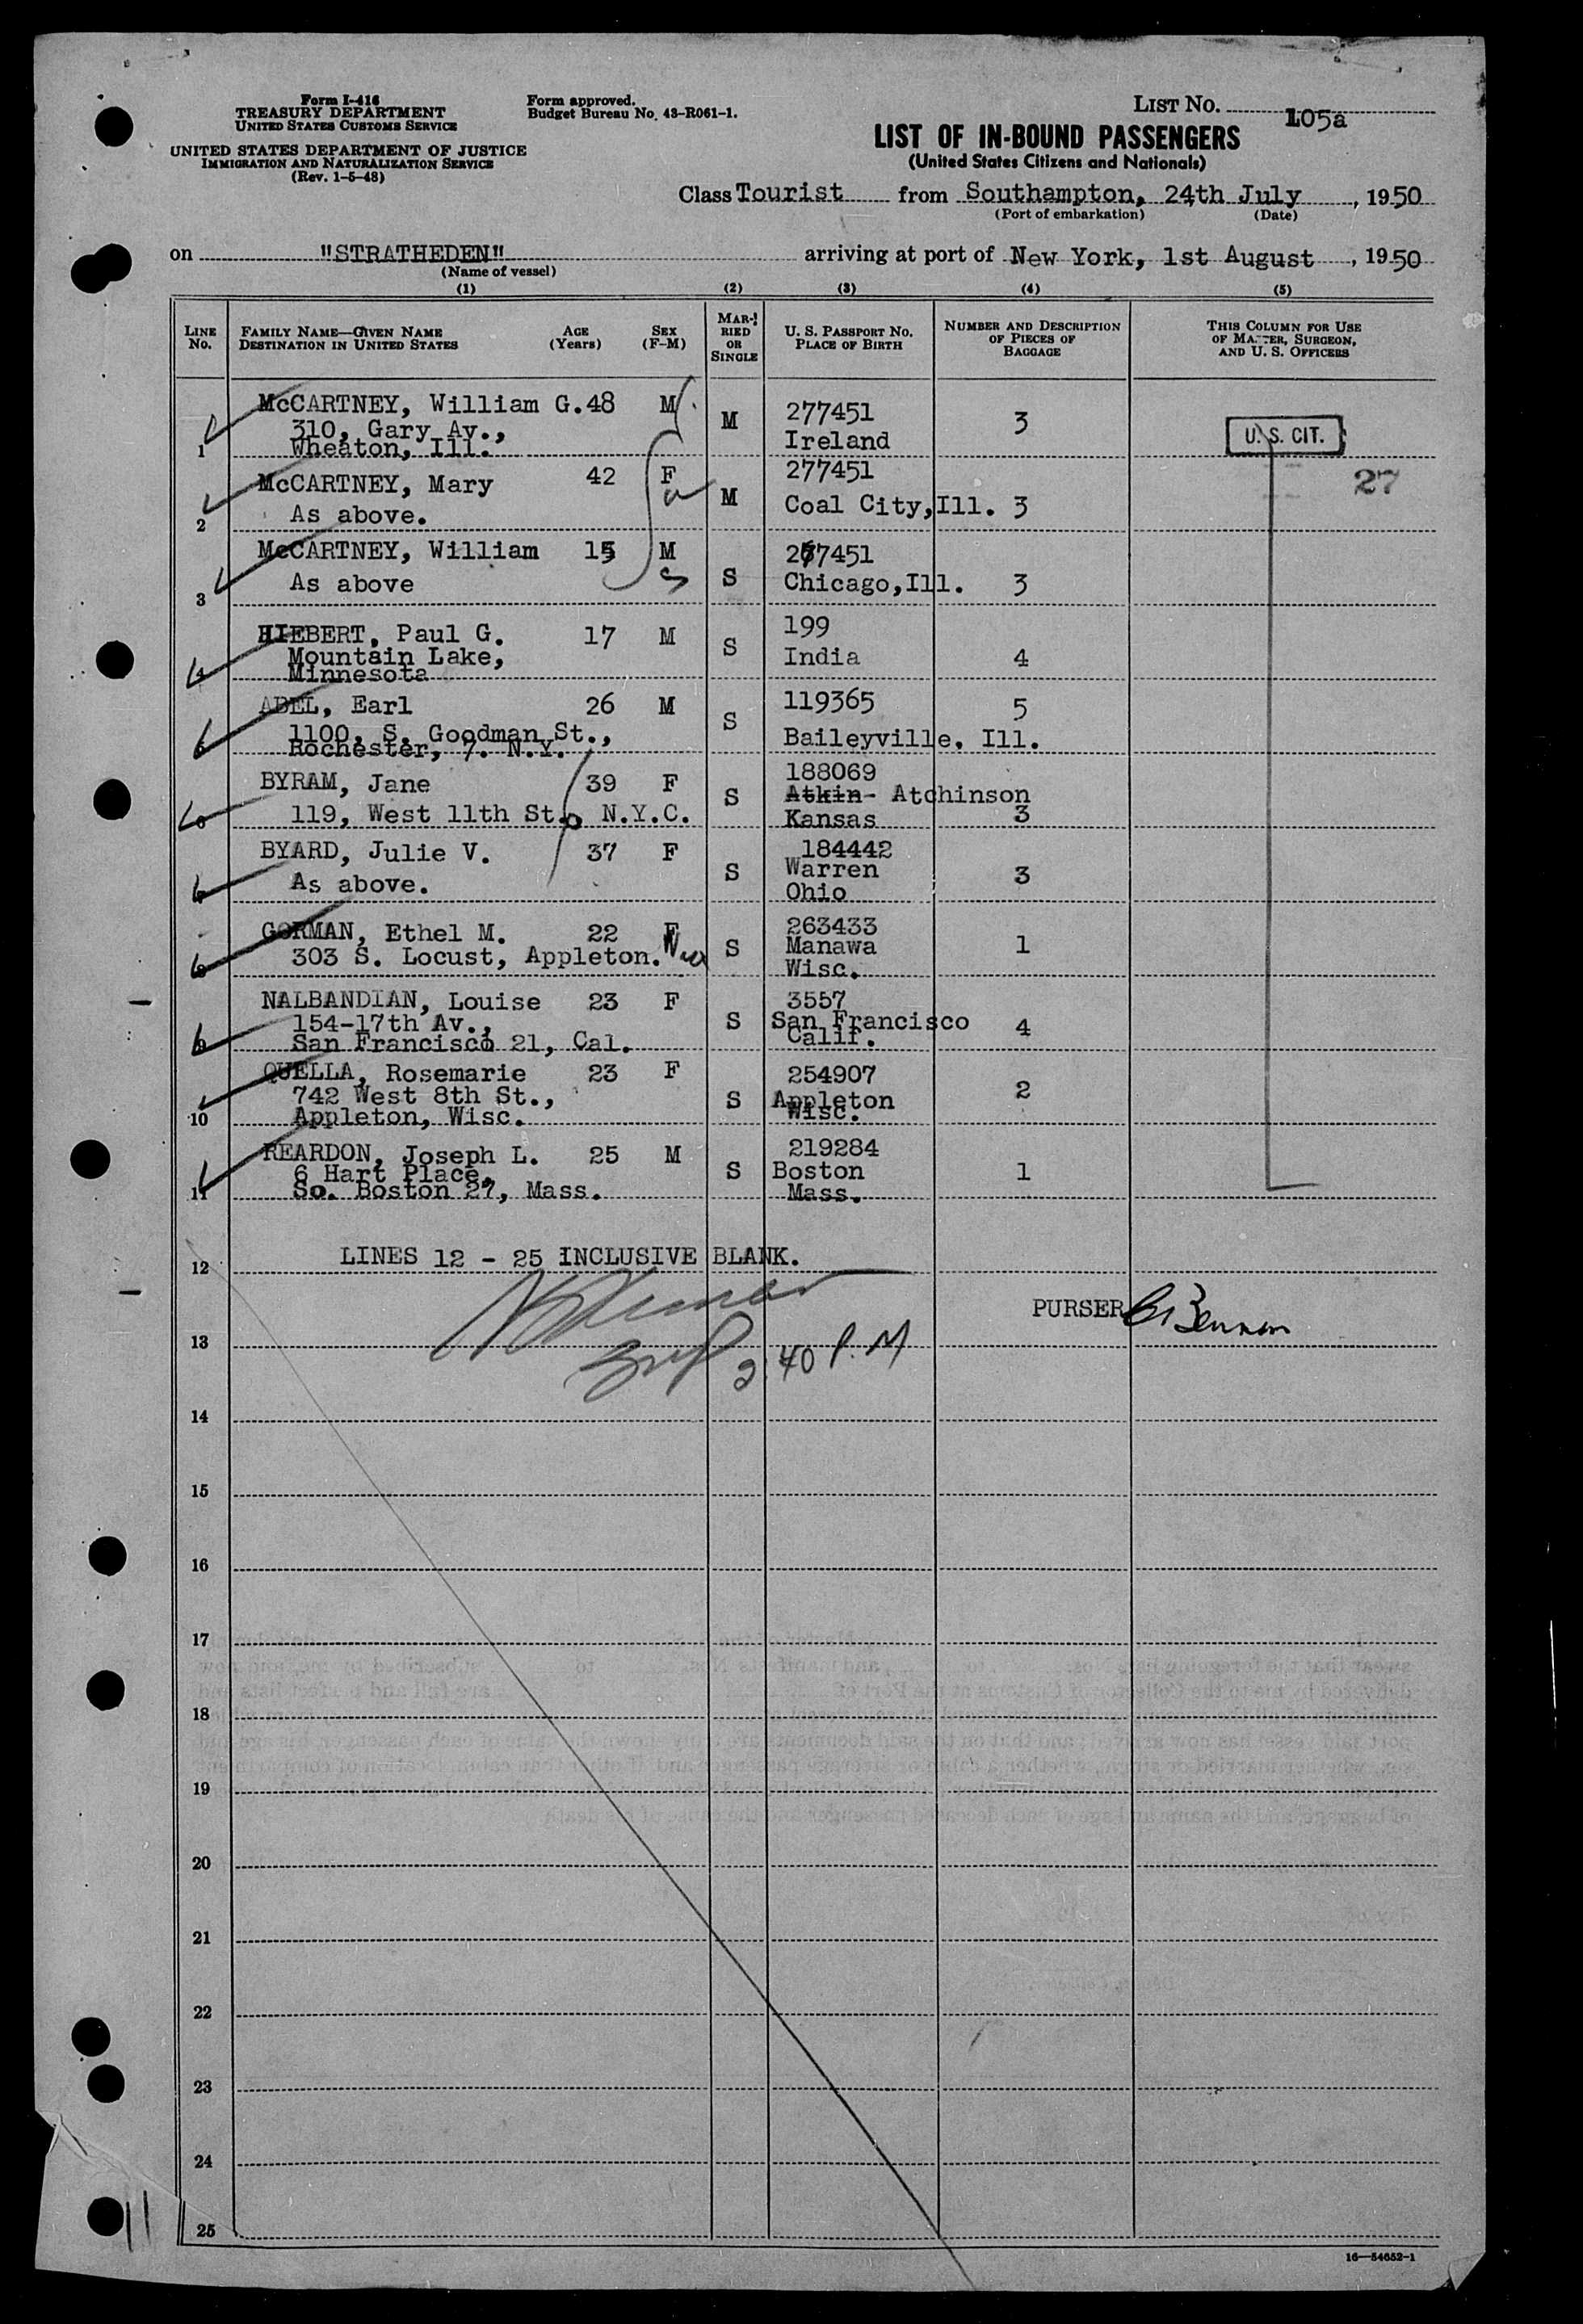 Form I-416
TREASURY DEPARTMENT
UNITED STATES CUSTOMS SERVICE
UNITED STATES DEPARTMENT OF JUSTICE
IMMIGRATION AND NATURALIZATION SERVICE
(Rev. 1-5-48)
Form approved.
Budget Bureau No. 43-R061-1.
LIST No. 105a
LIST OF IN-BOUND PASSENGERS
(United States Citizens and Nationals)
Class Tourist from Southampton, 24th July, 1950
(Port of embarkation) (Date)
on "STRATHEDEN" arriving at port of New York, 1st August, 1950
(Name of vessel)
(1) (2) (3) (4) (5)
LINE No.
FAMILY NAME—GIVEN NAME
DESTINATION IN UNITED STATES
AGE (Years)
SEX (F-M)
MARRIED OR SINGLE
U. S. PASSPORT NO.
PLACE OF BIRTH
NUMBER AND DESCRIPTION
OF PIECES OF
BAGGAGE
THIS COLUMN FOR USE
OF MASTER, SURGEON,
AND U. S. OFFICERS
1 McCARTNEY, William G. 48 M M 277451 3
310, Gary Av., Ireland
Wheaton, Ill.
U. S. CIT.
27
2 McCARTNEY, Mary 42 F M 277451
As above. Coal City, Ill. 3
3 McCARTNEY, William 15 M S 277451
As above Chicago, Ill. 3
4 HIEBERT, Paul G. 17 M S 199
Mountain Lake, India 4
Minnesota
5 ABEL, Earl 26 M S 119365 5
1100, S. Goodman St., Baileyville, Ill.
Rochester, 7. N.Y.
6 BYRAM, Jane 39 F S 188069
119, West 11th St., N.Y.C. Atkin- Atchinson
Kansas 3
7 BYARD, Julie V. 37 F S 184442
As above. Warren 3
Ohio
8 GORMAN, Ethel M. 22 F S 263433
303 S. Locust, Appleton. Wis Manawa 1
Wisc.
9 NALBANDIAN, Louise 23 F S 3557
154-17th Av., San Francisco 4
San Francisco 21, Cal. Calif.
10 QUELLA, Rosemarie 23 F S 254907
742 West 8th St., Appleton 2
Appleton, Wisc. Wisc.
11 REARDON, Joseph L. 25 M S 219284
6 Hart Place, Boston 1
So. Boston 27, Mass. Mass.
12 LINES 12 - 25 INCLUSIVE BLANK.
PURSER
13
2.40 P.M
14
15
16
17
18
19
20
21
22
23
24
25
16—54652-1